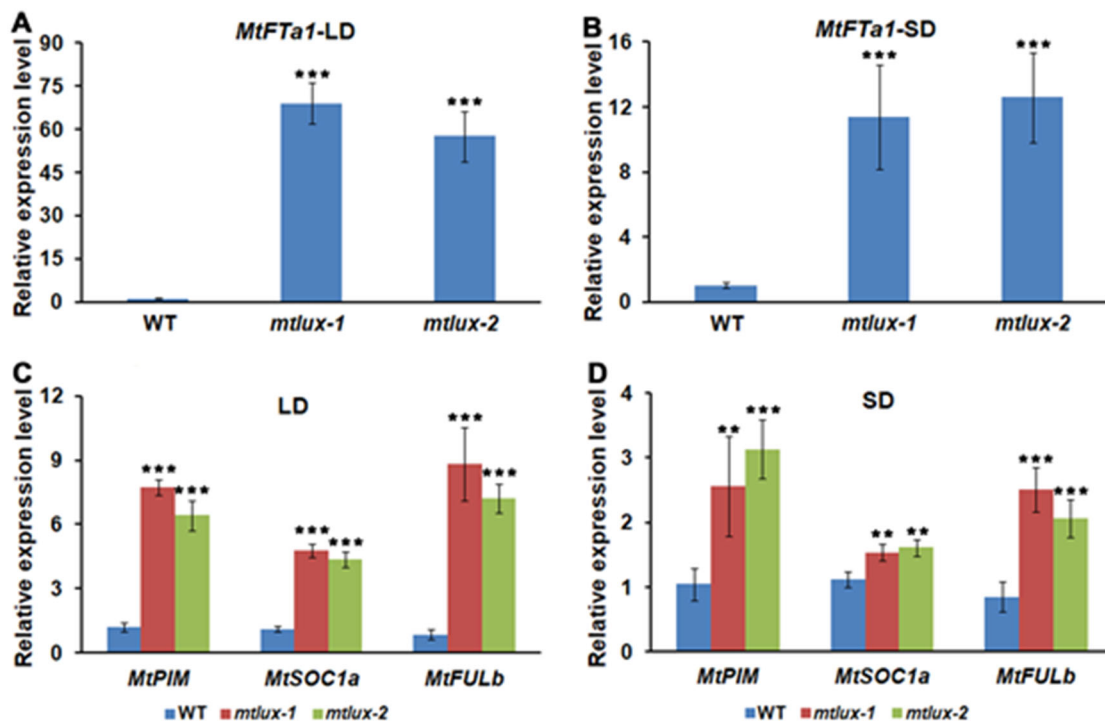 A
MtFTa1-LD
Relative expression level
90
75
60
45
30
15
0
***
***
WT
mtlux-1
mtlux-2
B
MtFTa1-SD
Relative expression level
16
12
8
4
0
***
***
WT
mtlux-1
mtlux-2
C
LD
Relative expression level
12
9
6
3
0
***
***
***
***
***
***
MtPIM
MtSOC1a
MtFULb
WT mtlux-1 mtlux-2
D
SD
Relative expression level
4
3
2
1
0
**
***
**
**
***
***
MtPIM
MtSOC1a
MtFULb
WT mtlux-1 mtlux-2